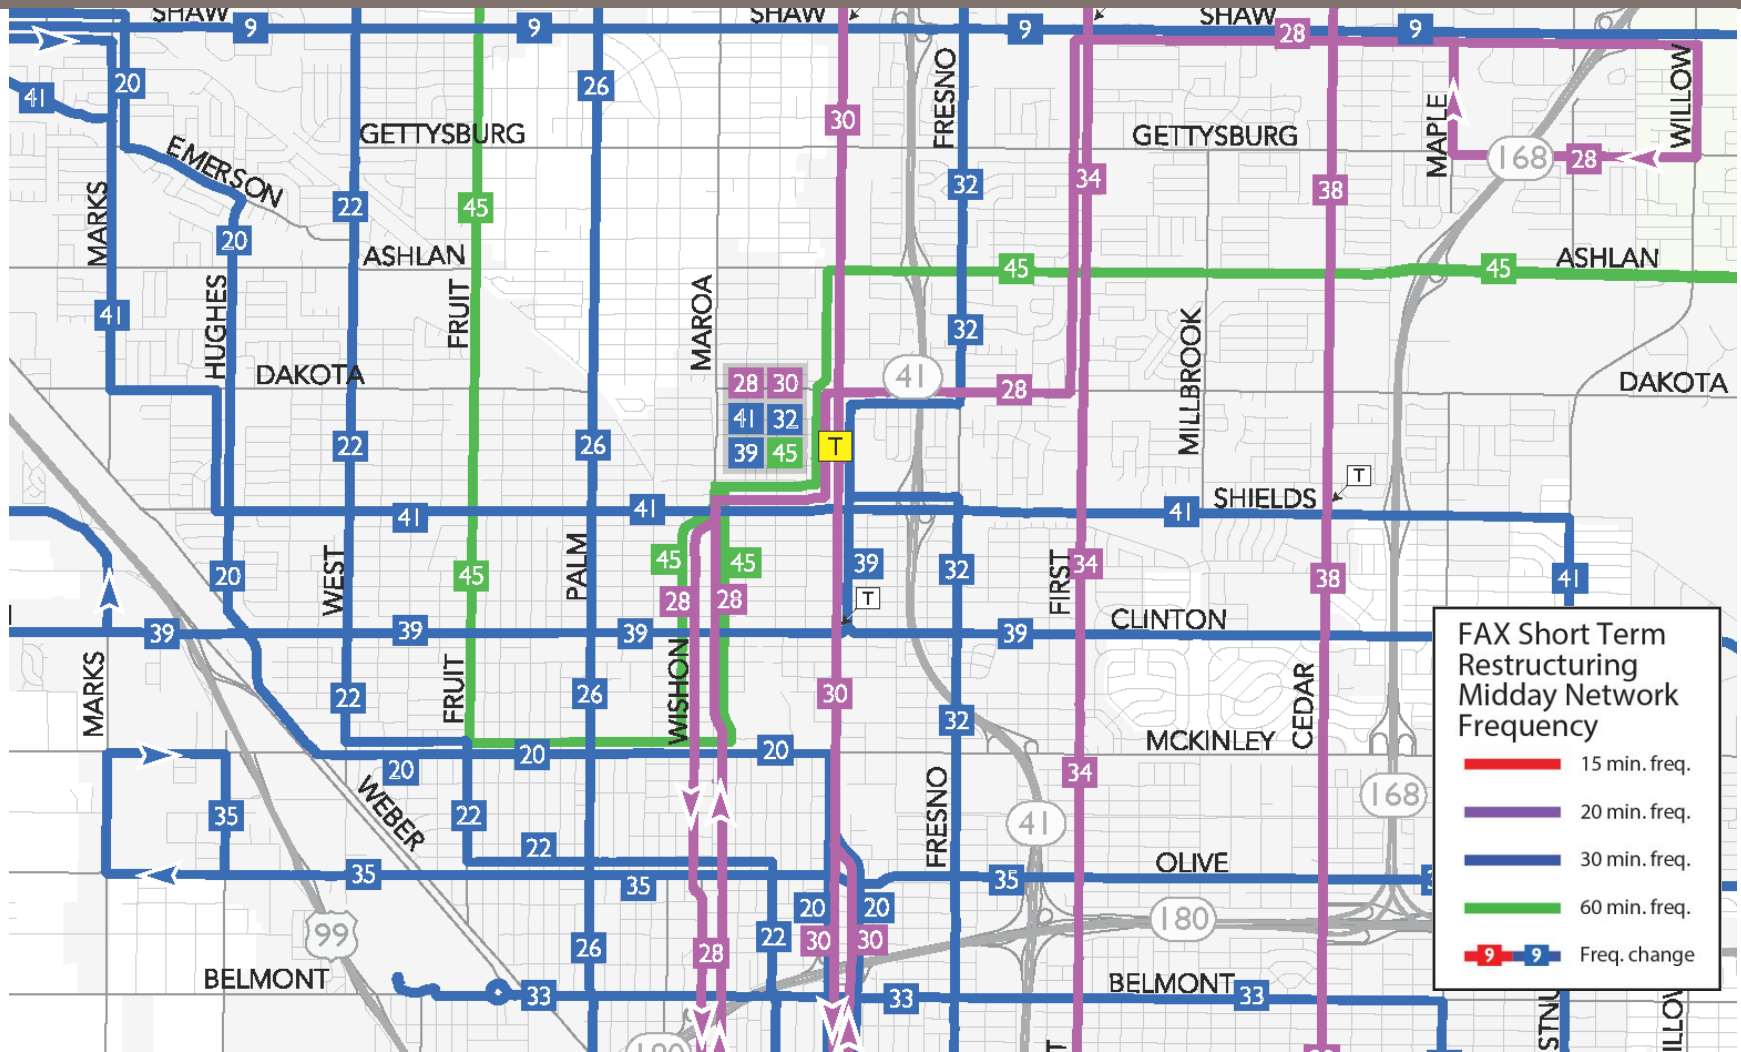 SHAW
SHAW
SHAW
9
9
9
9
28
20
41
26
30
FRESNO
MAPLE
WILLOW
EMERSON
GETTYSBURG
GETTYSBURG
168
28
MARKS
22
45
32
34
38
20
ASHLAN
45
45
ASHLAN
41
HUGHES
FRUIT
MAROA
32
MILLBROOK
DAKOTA
28 30
41 32
39 45
41
28
DAKOTA
22
26
T
T
41
41
SHIELDS
41
20
WEST
45
PALM
45
45
39
32
FIRST
34
38
41
28
28
T
39
39
39
39
CLINTON
MARKS
22
FRUIT
26
WISHON
30
32
CEDAR
MCKINLEY
20
20
20
34
168
WEBER
35
22
22
FRESNO
41
OLIVE
35
35
35
20
20
99
26
28
22
30
30
180
BELMONT
33
33
BELMONT
33
180
FAX Short Term
Restructuring
Midday Network
Frequency
15 min. freq.
20 min. freq.
30 min. freq.
60 min. freq.
9 9 Freq. change